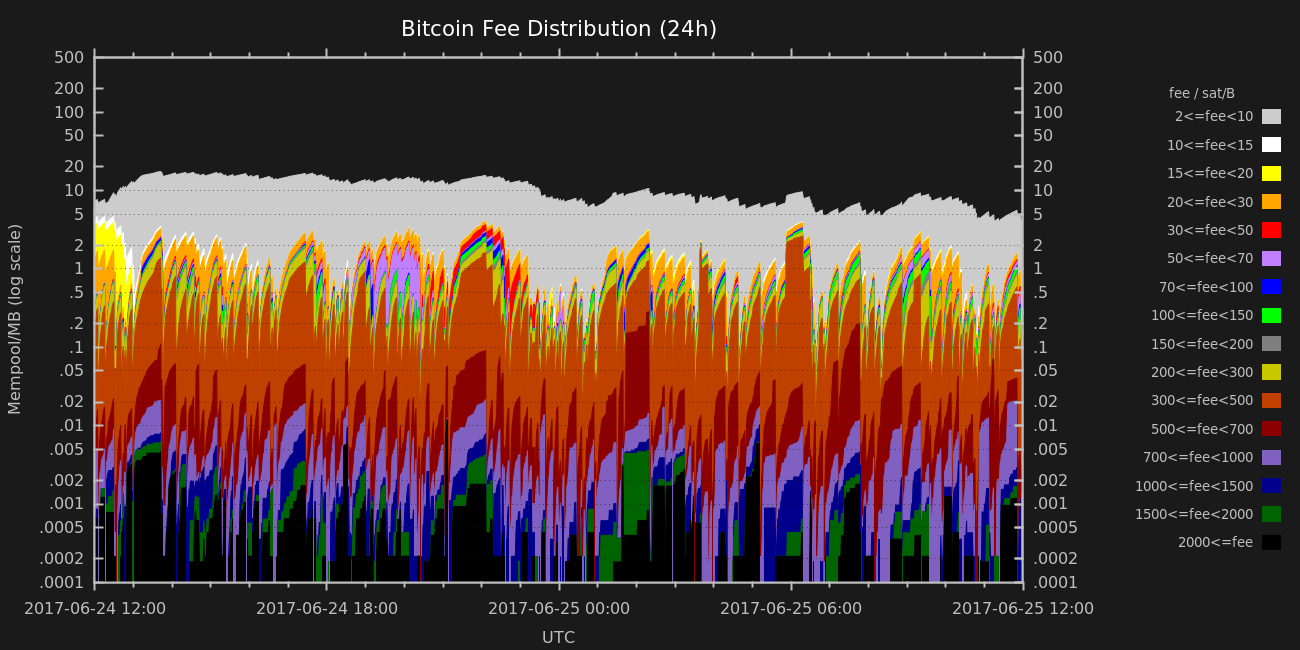 Bitcoin Fee Distribution (24h)
500
200
100
50
20
10
5
2
1
.5
.2
.1
.05
.02
.01
.005
.002
.001
.0005
.0002
.0001
Mempool/MB (log scale)
500
200
100
50
20
10
5
2
1
.5
.2
.1
.05
.02
.01
.005
.002
.001
.0005
.0002
.0001
2017-06-24 12:00
2017-06-24 18:00
2017-06-25 00:00
2017-06-25 06:00
2017-06-25 12:00
UTC
fee / sat/B
2<=fee<10
10<=fee<15
15<=fee<20
20<=fee<30
30<=fee<50
50<=fee<70
70<=fee<100
100<=fee<150
150<=fee<200
200<=fee<300
300<=fee<500
500<=fee<700
700<=fee<1000
1000<=fee<1500
1500<=fee<2000
2000<=fee